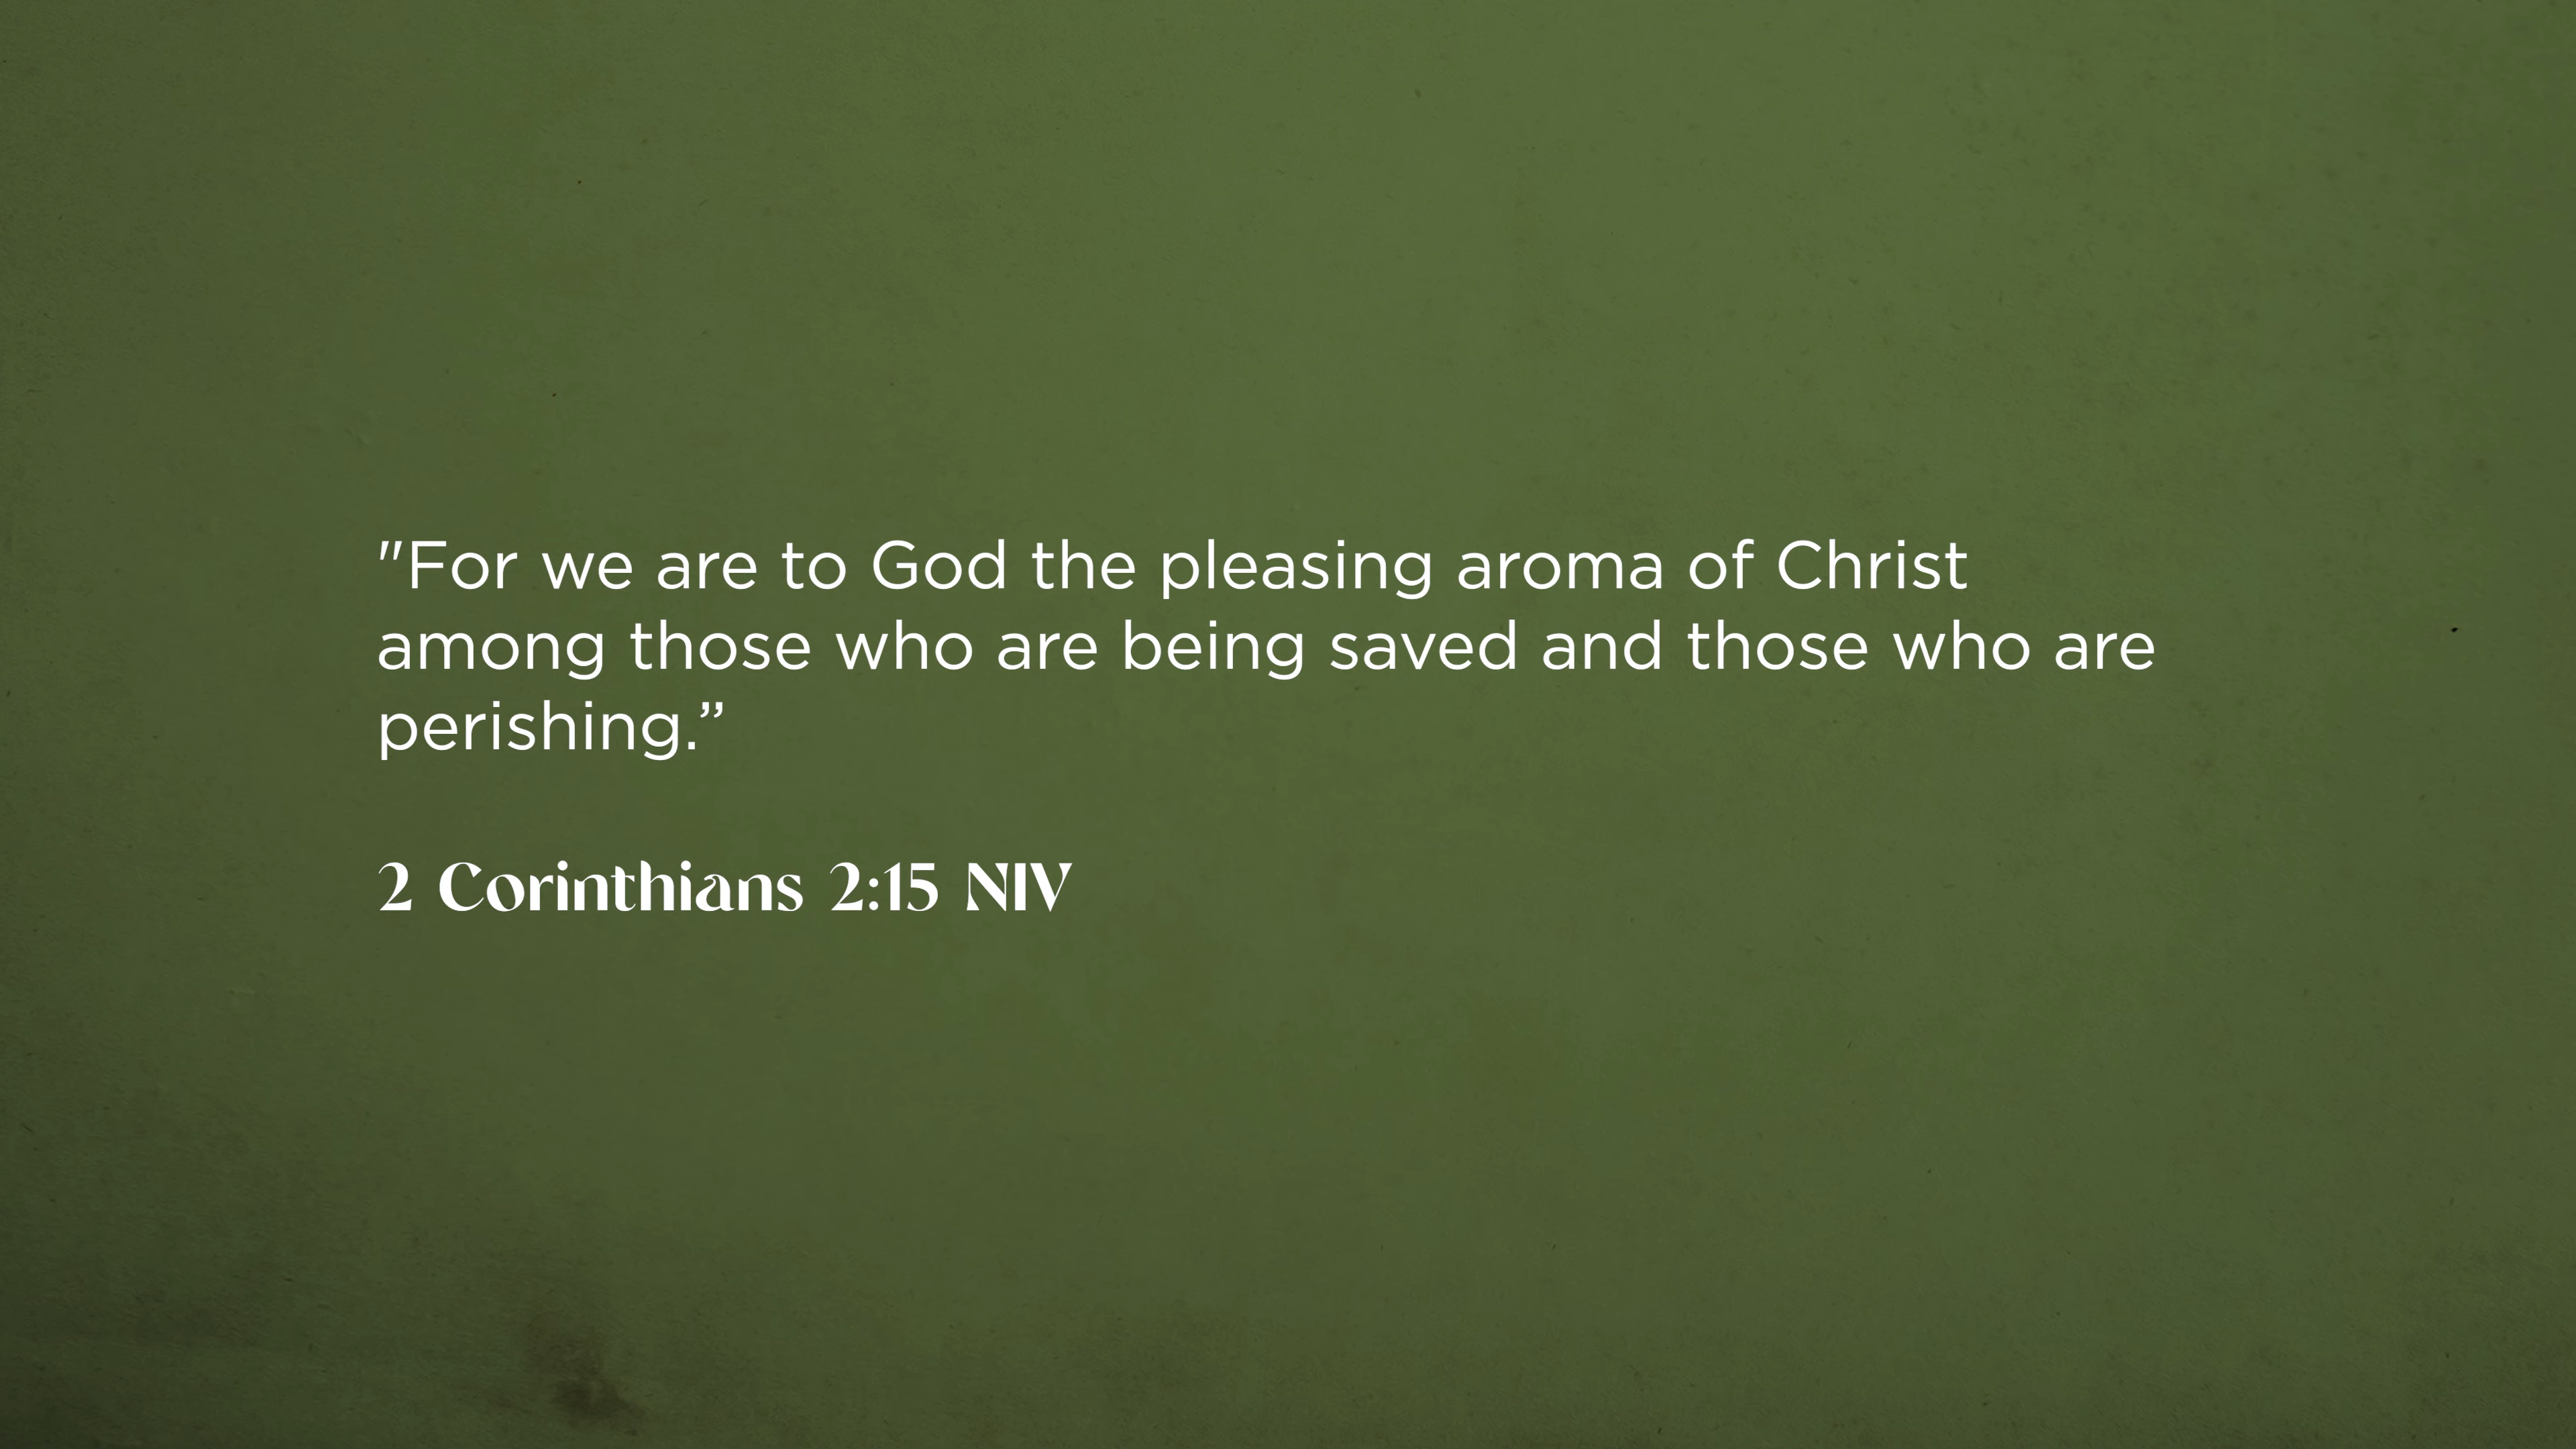 "For we are to God the pleasing aroma of Christ
among those who are being saved and those who are
perishing.”
2 Corinthians 2:15 NIV